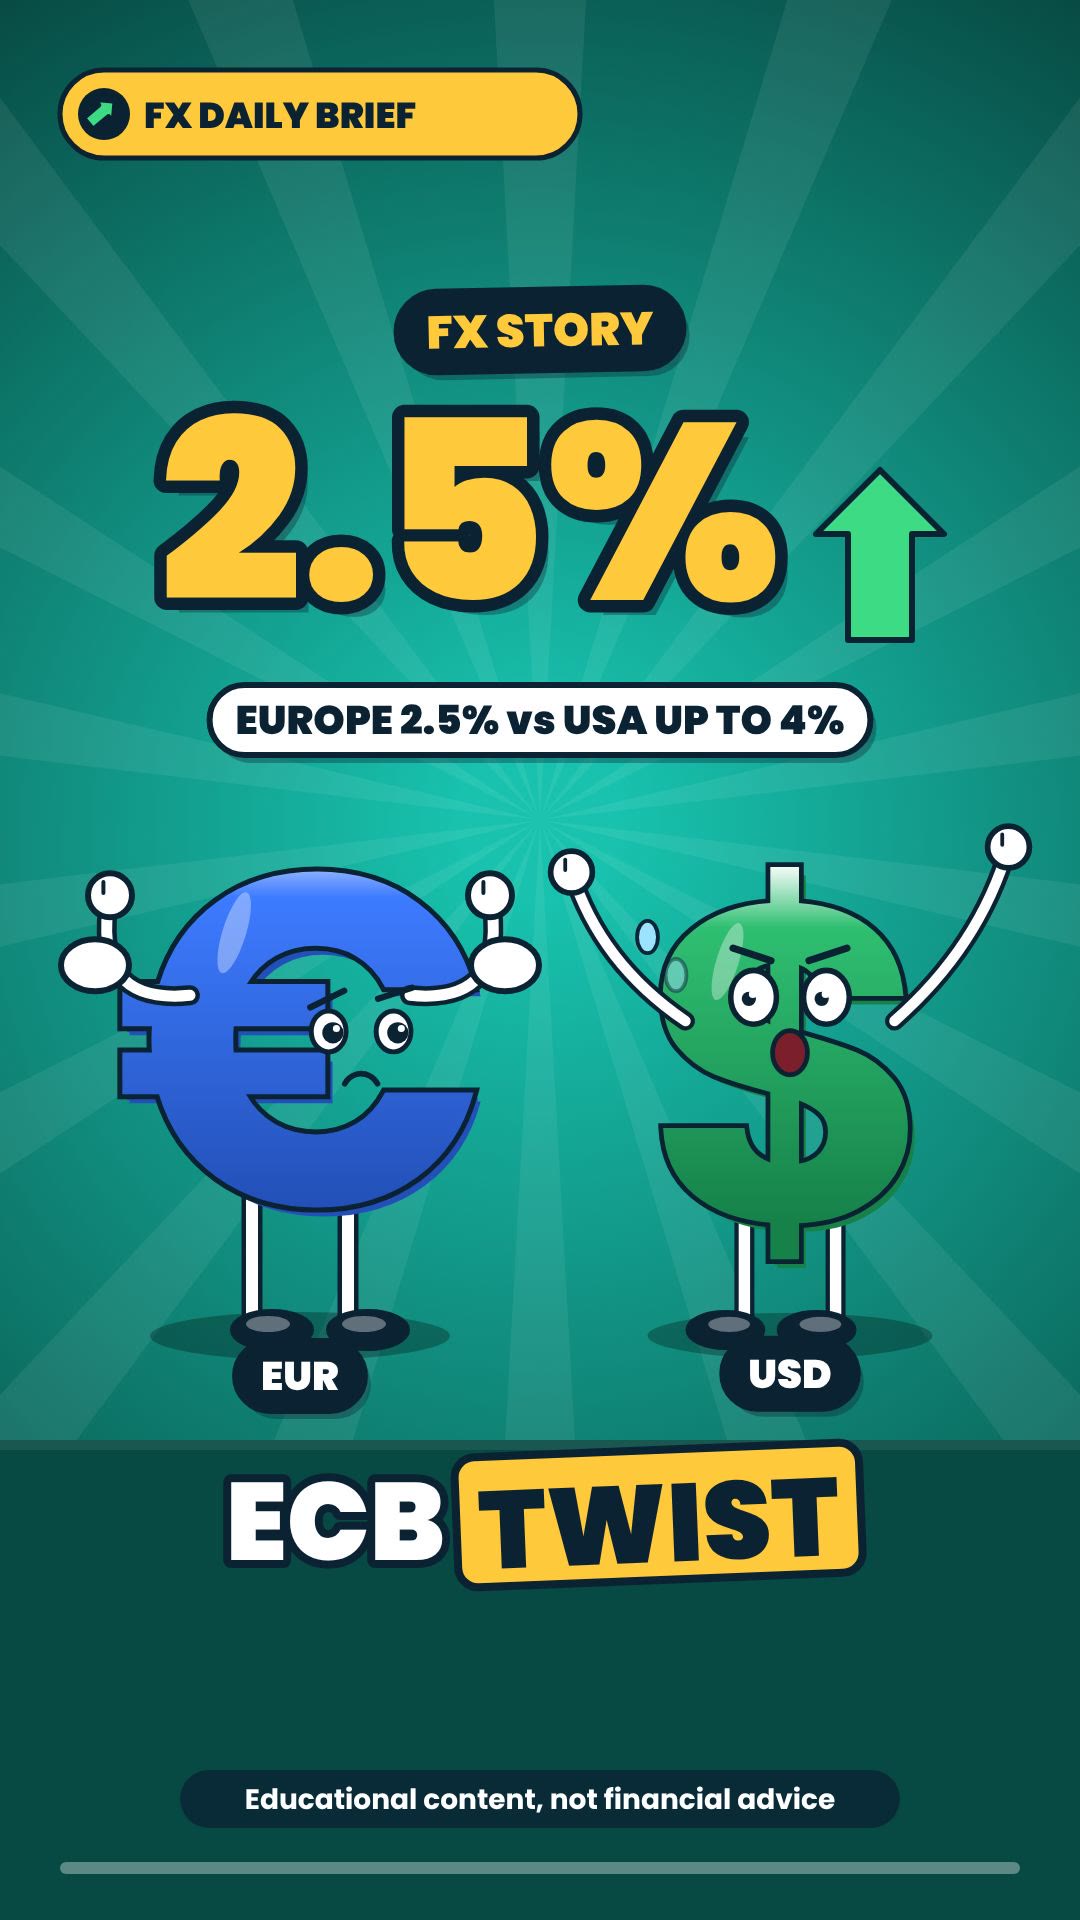 FX DAILY BRIEF
FX STORY
2.5%
EUROPE 2.5% vs USA UP TO 4%
EUR
USD
ECB TWIST
Educational content, not financial advice